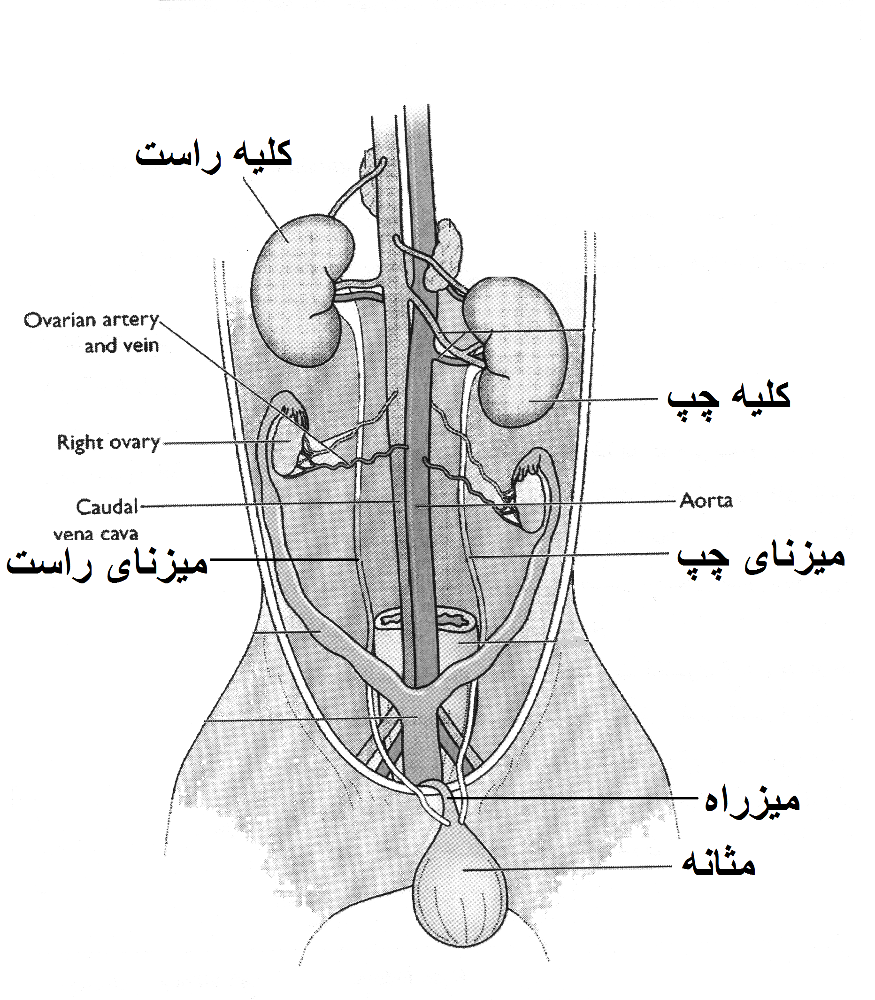 کلیه راست
Ovarian artery
and vein
کلیه چپ
Right ovary
Caudal
vena cava
Aorta
میزنای راست
میزنای چپ
میزراه
مثانه